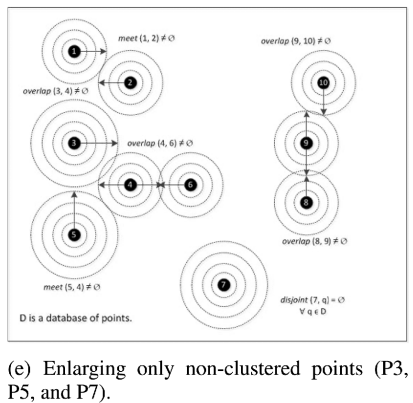 meet (1, 2) ≠ ∅
overlap (9, 10) ≠ ∅
1
2
10
overlap (3, 4) ≠ ∅
3
overlap (4, 6) ≠ ∅
9
4
6
8
5
overlap (8, 9) ≠ ∅
meet (5, 4) ≠ ∅
7
disjoint {7, q} = ∅
∀ q ∈ D
D is a database of points.
(e) Enlarging only non-clustered points (P3,
P5, and P7).